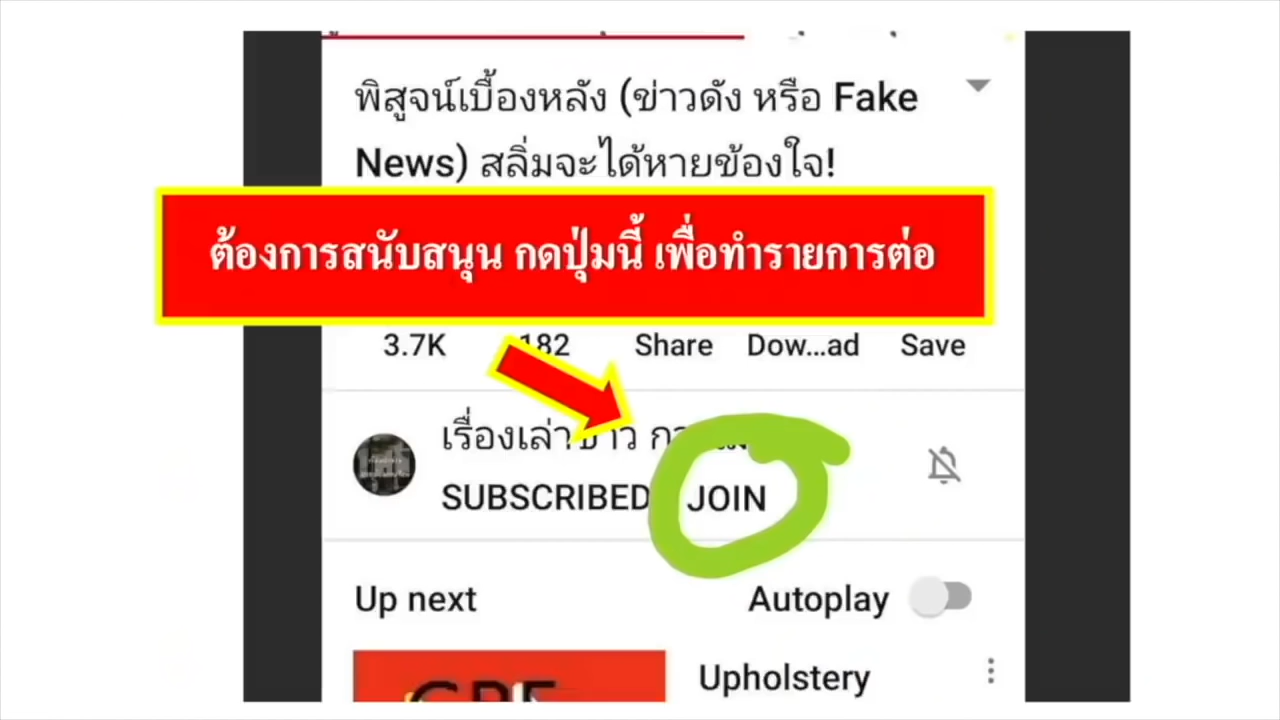 พิสูจน์เบื้องหลัง (ข่าวดัง หรือ Fake
News) สลิ่มจะได้หายข้องใจ!
ต้องการสนับสนุน กดปุ่มนี้ เพื่อทำรายการต่อ
3.7K 182 Share Dow...ad Save
เรื่องเล่าข่าว
SUBSCRIBED JOIN
Up next Autoplay
Upholstery